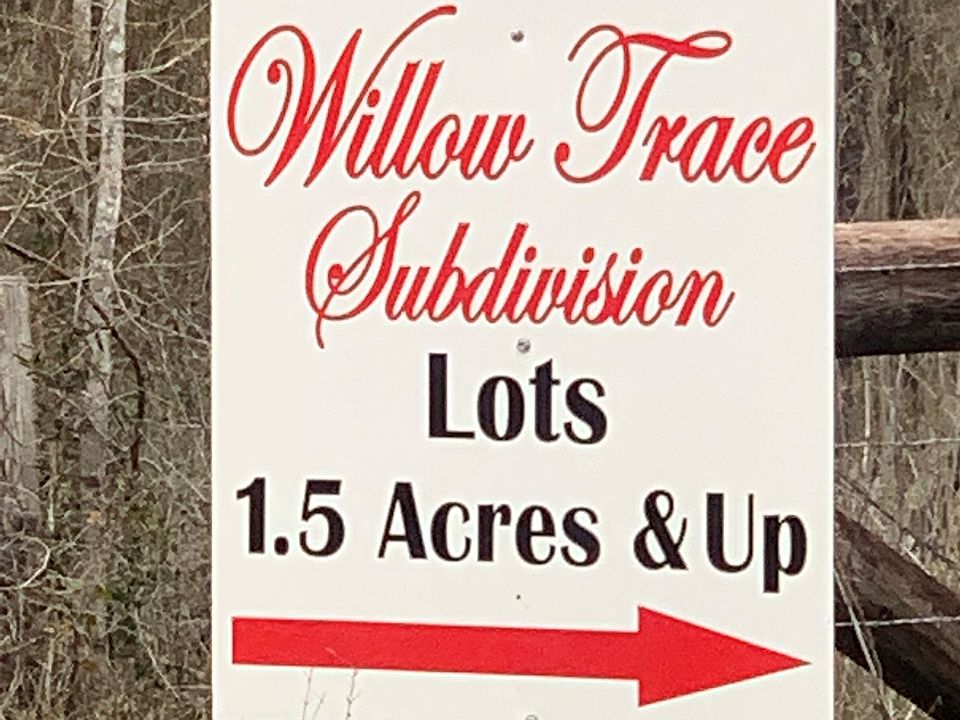 Willow Trace
Subdivision
Lots
1.5 Acres & Up